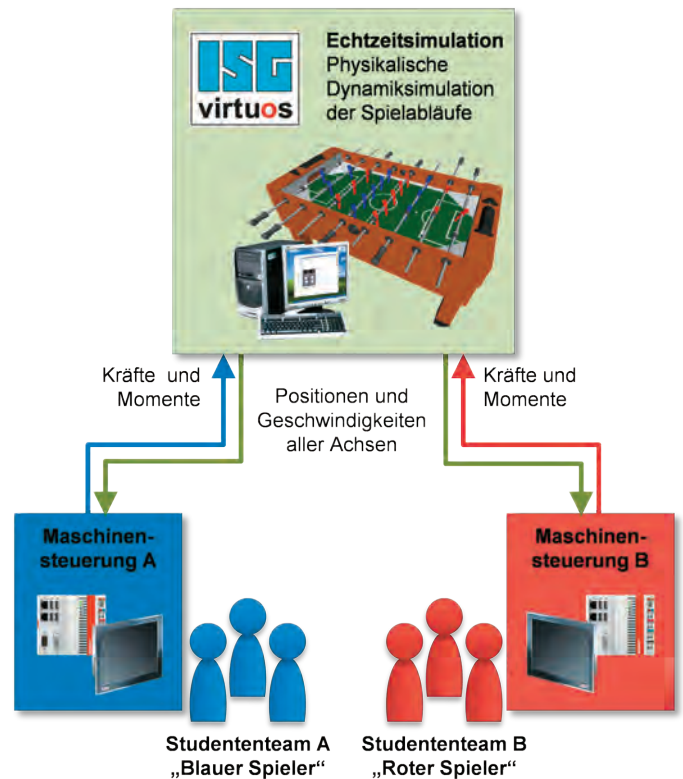 ISG
virtuos
Echtzeitsimulation
Physikalische
Dynamiksimulation
der Spielabläufe
Kräfte und
Momente
Positionen und
Geschwindigkeiten
aller Achsen
Kräfte und
Momente
Maschinen-
steuerung A
Maschinen-
steuerung B
Studententeam A
„Blauer Spieler“
Studententeam B
„Roter Spieler“